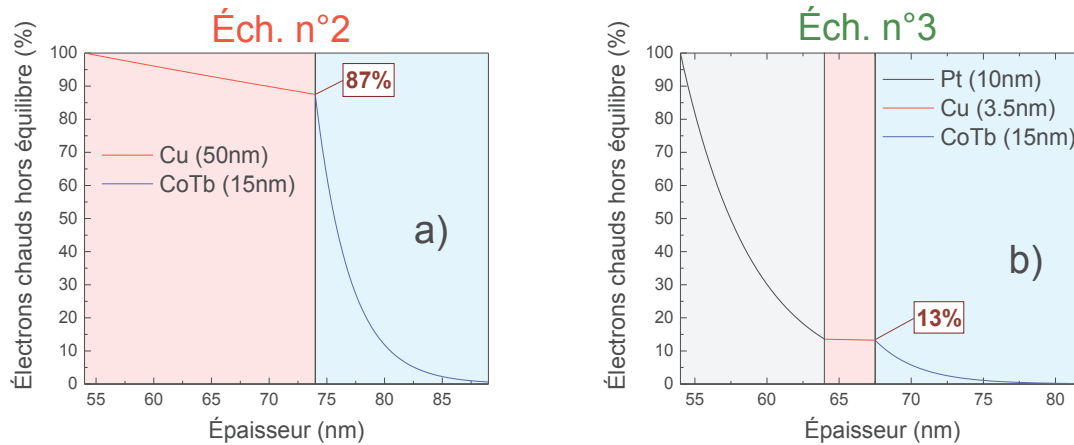 Éch. n°2
Électrons chauds hors équilibre (%)
100
90
80
70
60
50
40
30
20
10
0
87%
Cu (50nm)
CoTb (15nm)
a)
55 60 65 70 75 80 85
Épaisseur (nm)
Éch. n°3
Électrons chauds hors équilibre (%)
100
90
80
70
60
50
40
30
20
10
0
Pt (10nm)
Cu (3.5nm)
CoTb (15nm)
b)
13%
55 60 65 70 75 80
Épaisseur (nm)